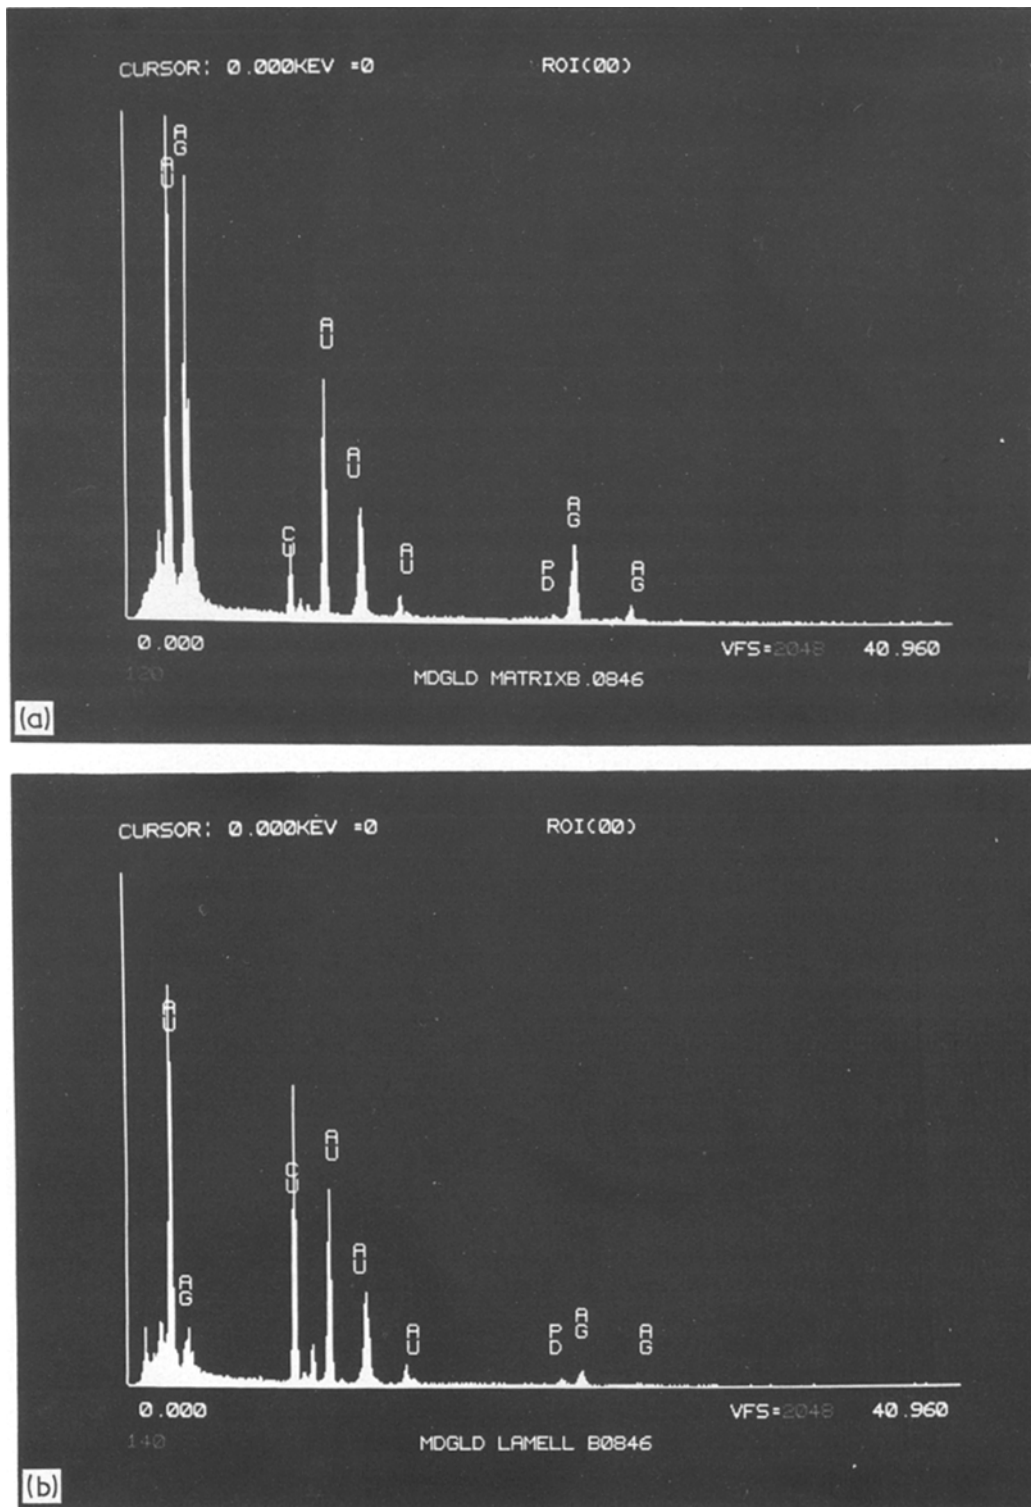 CURSOR: 0.000KEV =0 ROI(00)
AU
AG
AU
AU
CU
AU
PD
AG
AG
0.000 VFS=2048 40.960
120
MDGLD MATRIXB.0846
(a)
CURSOR: 0.000KEV =0 ROI(00)
AU
AG
CU
AU
AU
AU
PD
AG
AG
0.000 VFS=2048 40.960
140
MDGLD LAMELL B0846
(b)